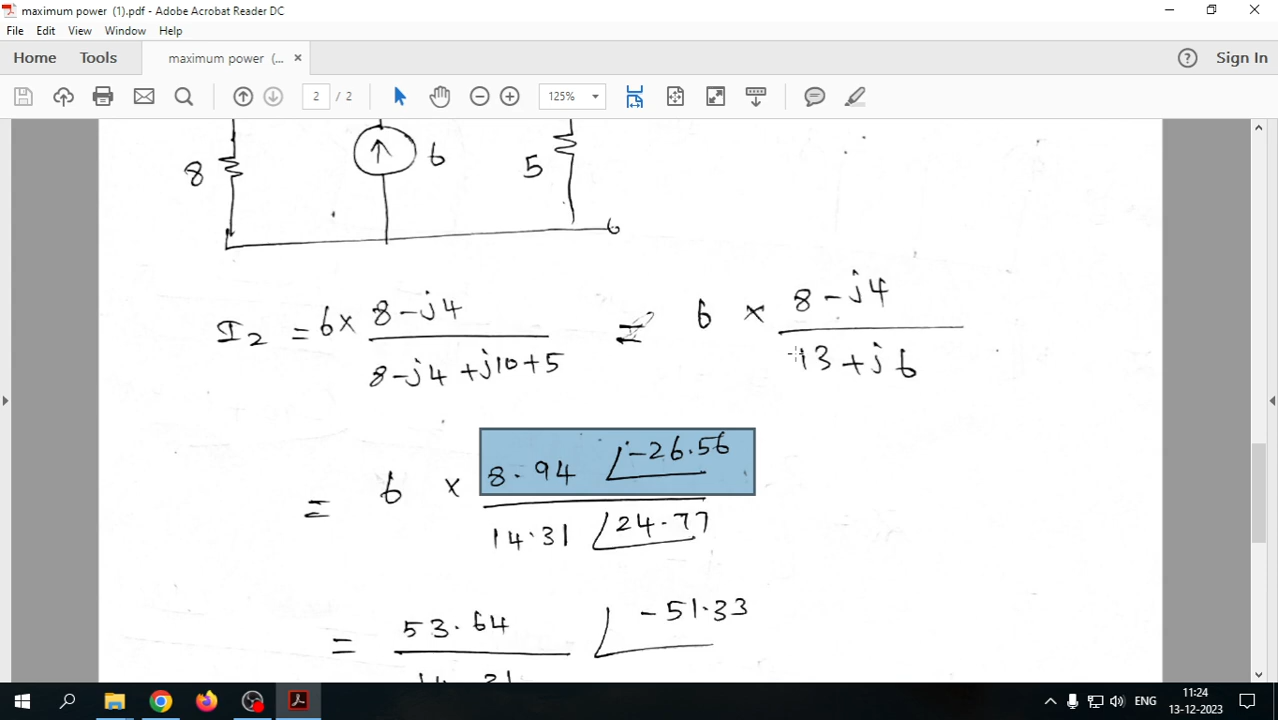 maximum power (1).pdf - Adobe Acrobat Reader DC
File Edit View Window Help
Home Tools maximum power (... × Sign In
2 / 2 125%
8 6 5
I2 = 6 × 8 - j4 / 8 - j4 + j10 + 5 = 6 × 8 - j4 / 13 + j6
= 6 × 8.94 ∠-26.56 / 14.31 ∠24.77
= 53.64 / 14.31 ∠-51.33
ENG 11:24
13-12-2023